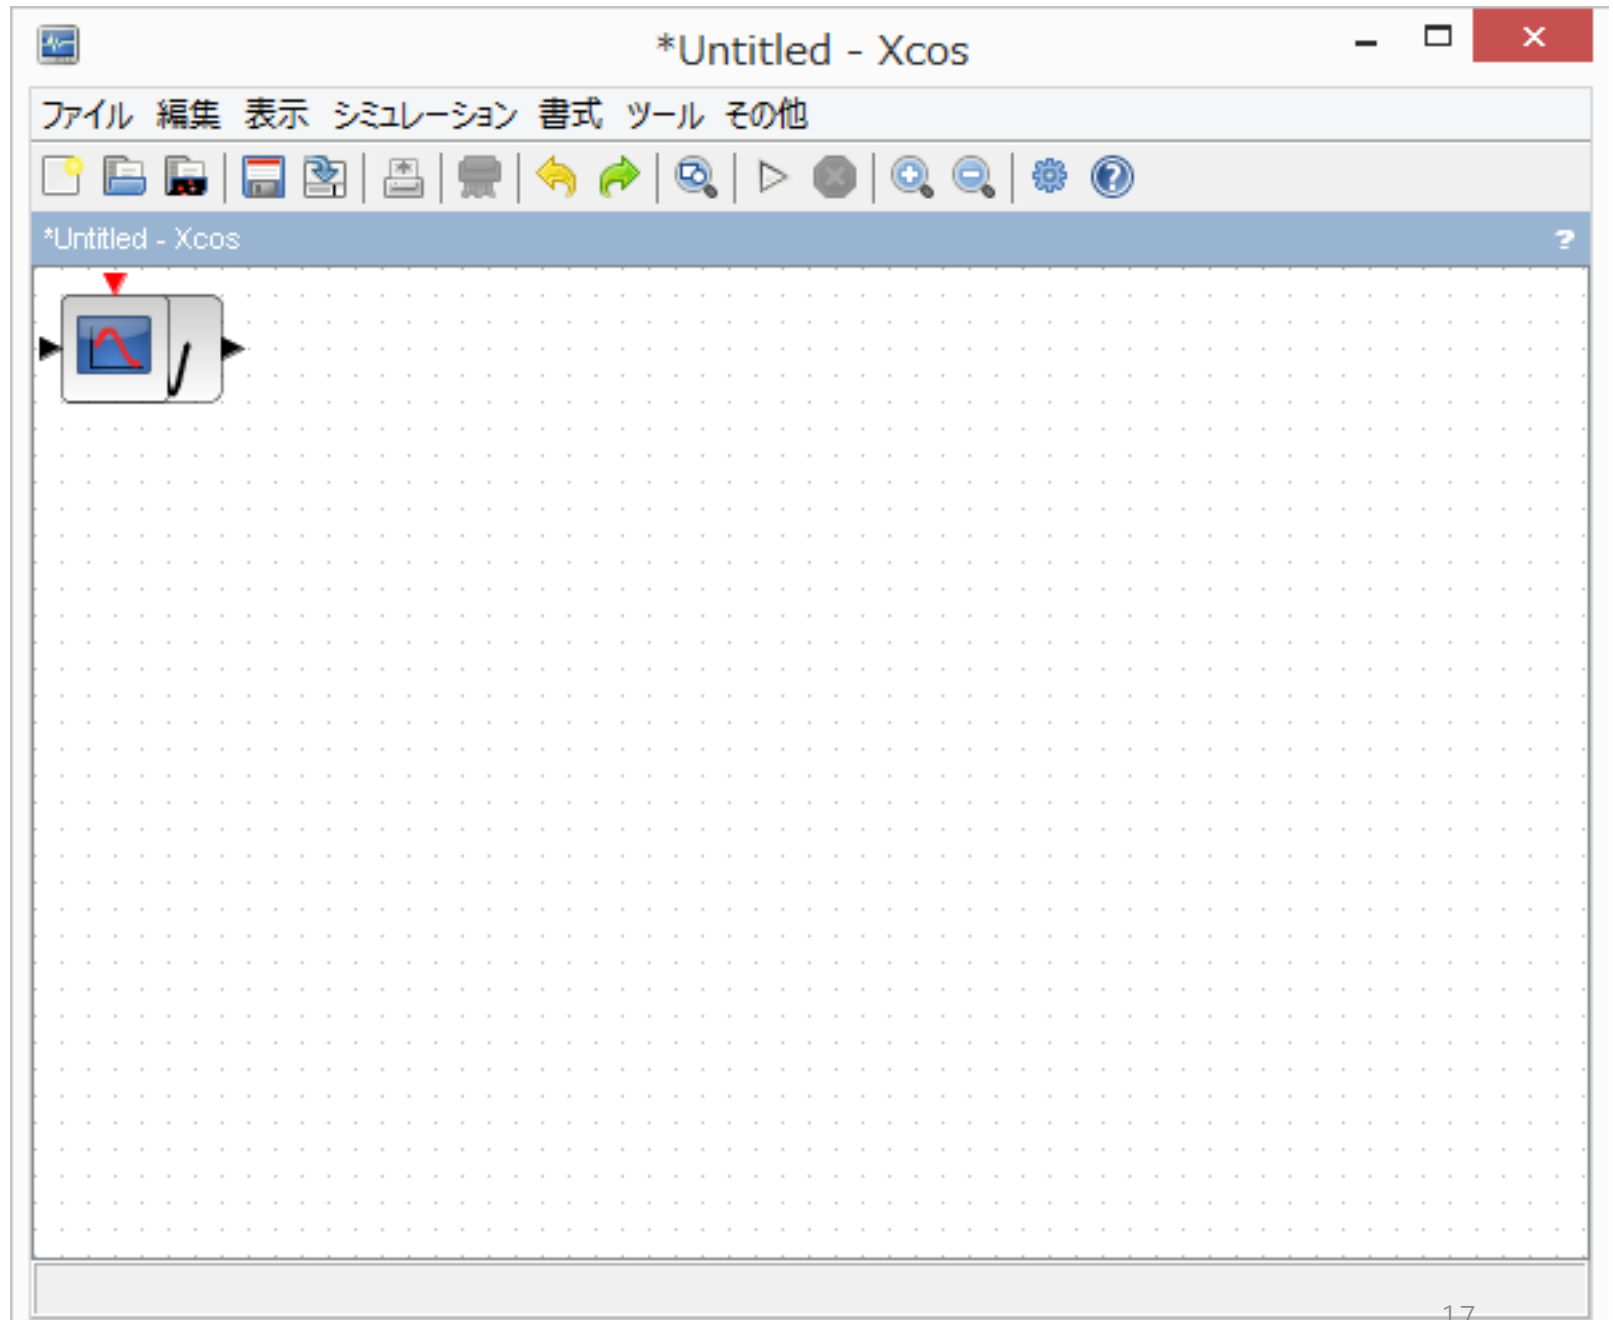 *Untitled - Xcos
ファイル 編集 表示 シミュレーション 書式 ツール その他
*Untitled - Xcos
17